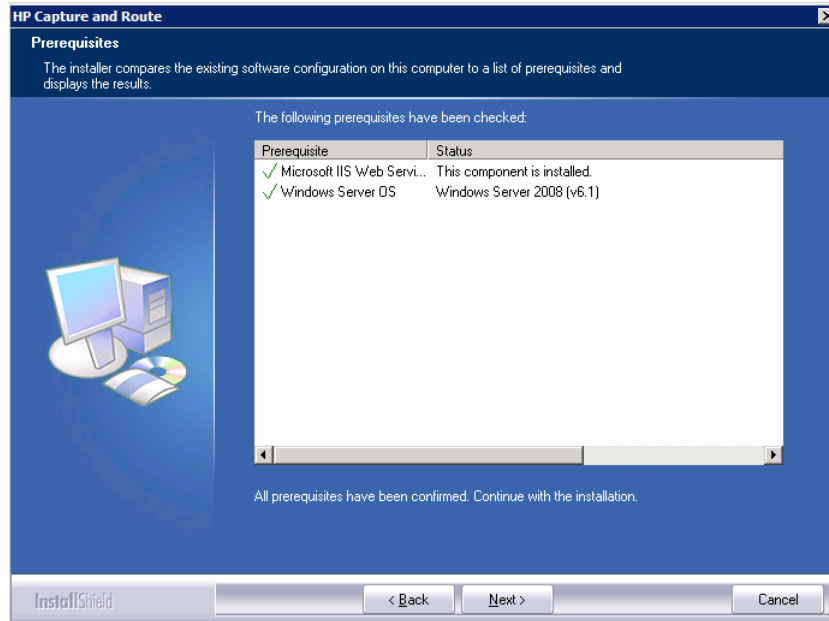 HP Capture and Route
Prerequisites
The installer compares the existing software configuration on this computer to a list of prerequisites and
displays the results.
The following prerequisites have been checked:
Prerequisite Status
Microsoft IIS Web Servi... This component is installed.
Windows Server OS Windows Server 2008 (v6.1)
All prerequisites have been confirmed. Continue with the installation.
InstallShield
< Back Next > Cancel